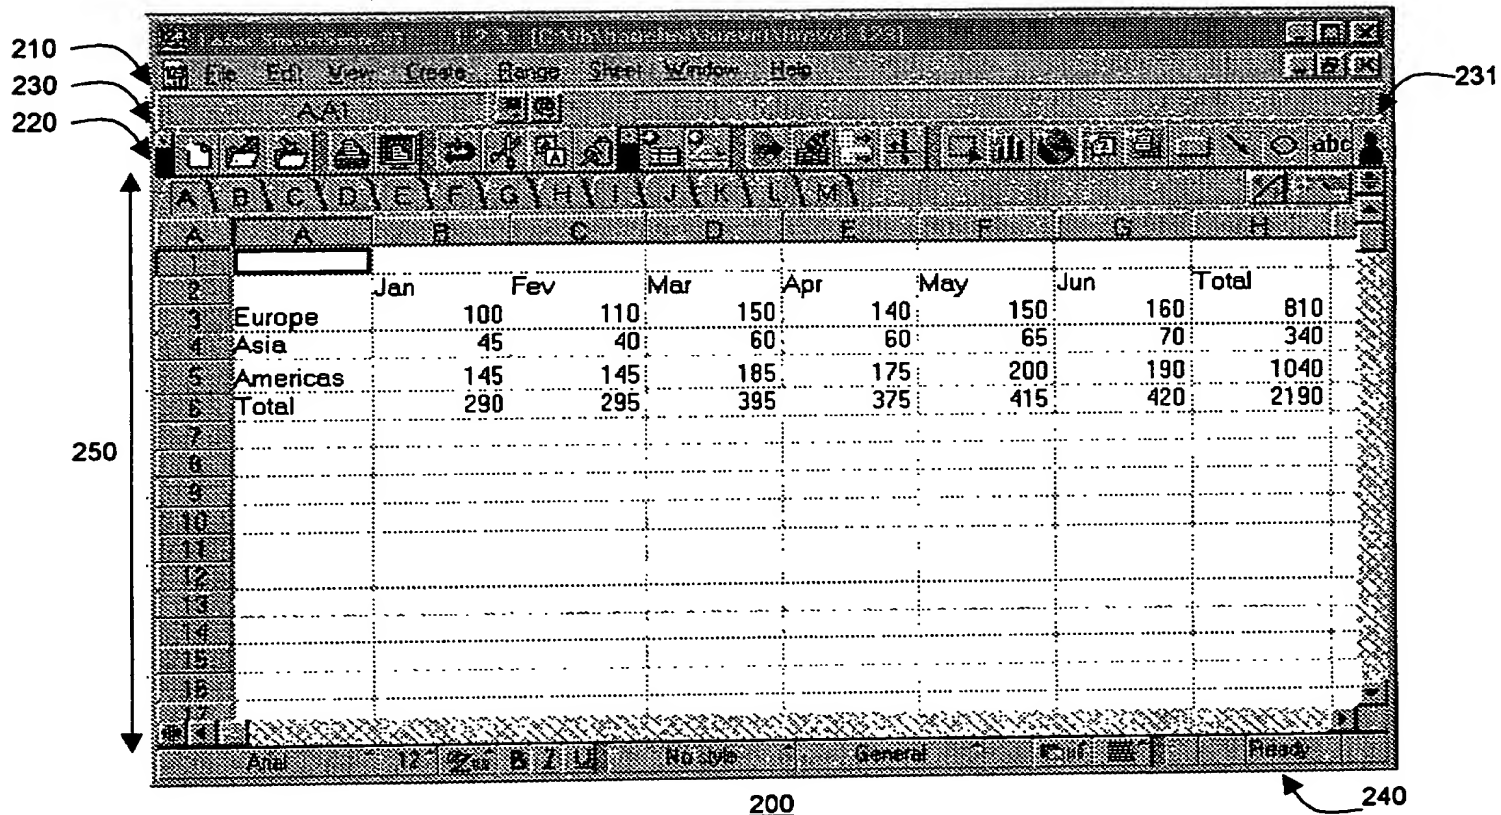 210
230
220
231
250
240
200
File Edit View Create Range Sheet Window Help
A:A1
abc
A B C D E F G H I J K L M
A A B C D E F G H
1
2 Jan Fev Mar Apr May Jun Total
3 Europe 100 110 150 140 150 160 810
4 Asia 45 40 60 60 65 70 340
5 Americas 145 145 185 175 200 190 1040
6 Total 290 295 395 375 415 420 2190
7
8
9
10
11
12
13
14
15
16
17
Arial 12 B I U No style General Ready